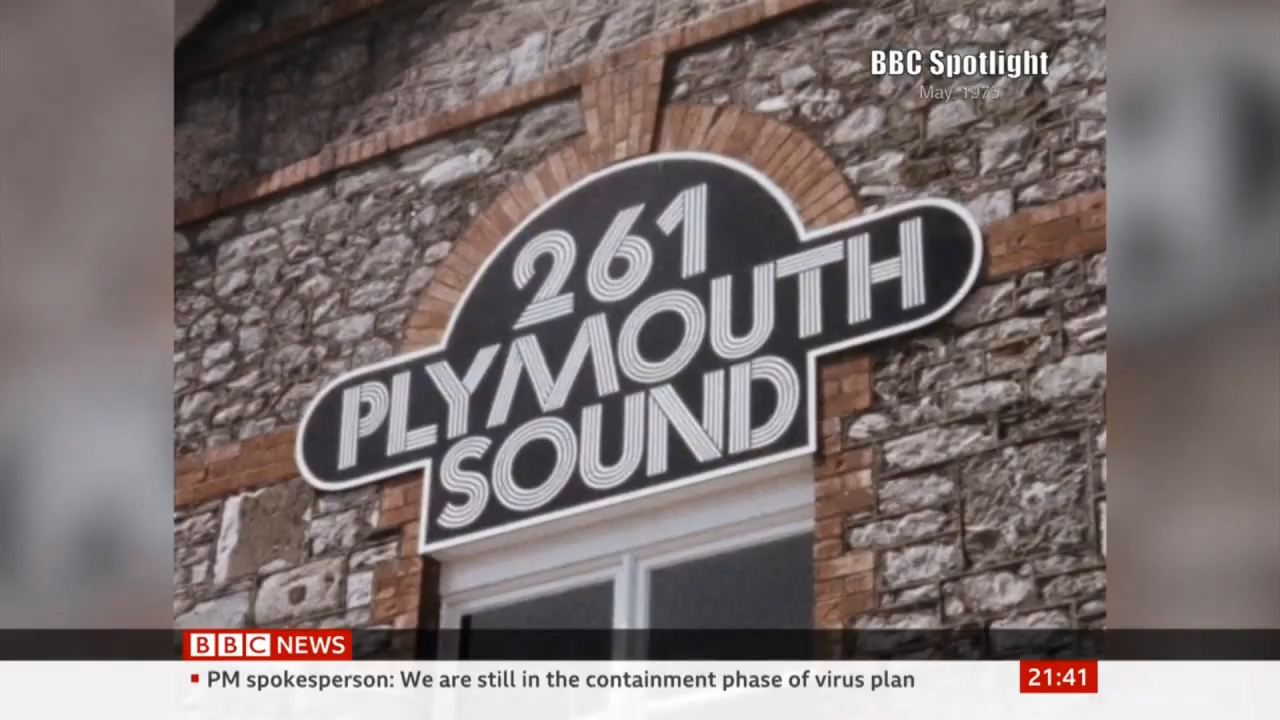 BBC Spotlight
May, 1975
261
PLYMOUTH
SOUND
BBC NEWS
PM spokesperson: We are still in the containment phase of virus plan
21:41